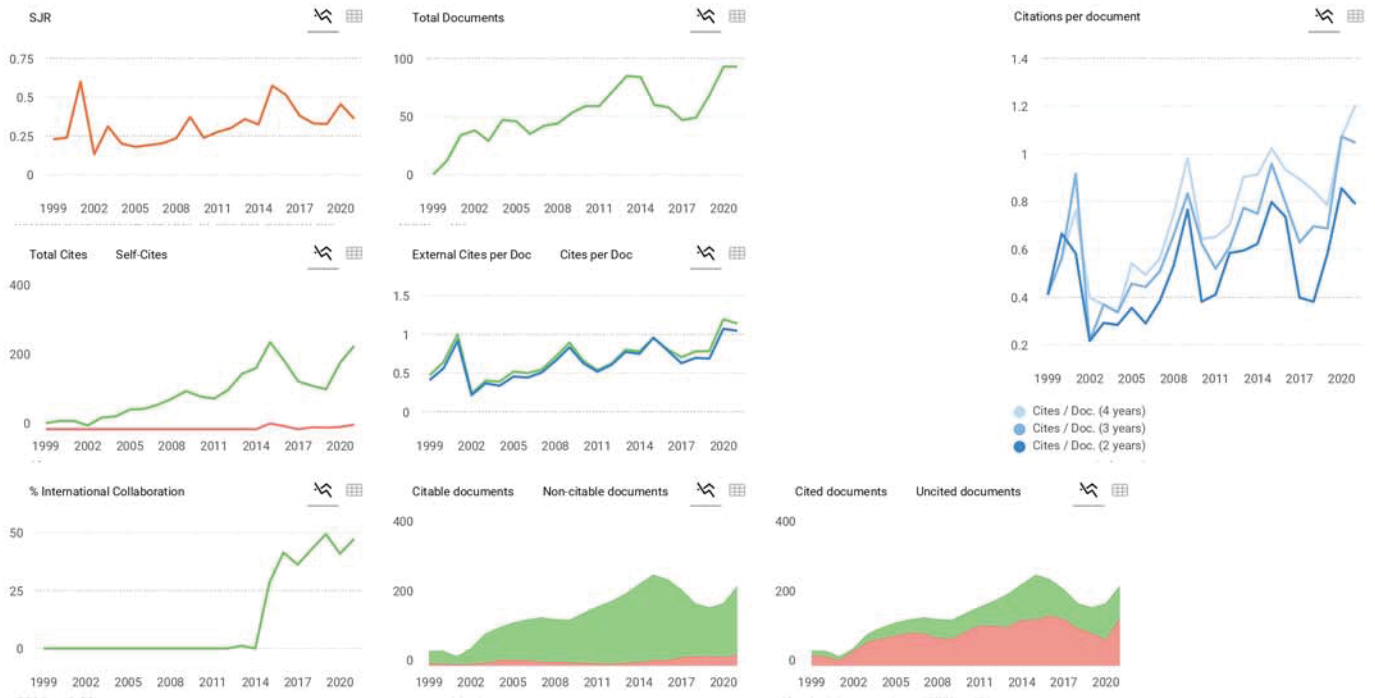 SJR
0.75
0.5
0.25
0
1999 2002 2005 2008 2011 2014 2017 2020
Total Documents
100
50
0
1999 2002 2005 2008 2011 2014 2017 2020
Citations per document
1.4
1.2
1
0.8
0.6
0.4
0.2
1999 2002 2005 2008 2011 2014 2017 2020
Cites / Doc. (4 years)
Cites / Doc. (3 years)
Cites / Doc. (2 years)
Total Cites Self-Cites
400
200
0
1999 2002 2005 2008 2011 2014 2017 2020
External Cites per Doc Cites per Doc
1.5
1
0.5
0
1999 2002 2005 2008 2011 2014 2017 2020
% International Collaboration
50
25
0
1999 2002 2005 2008 2011 2014 2017 2020
Citable documents Non-citable documents
400
200
0
1999 2002 2005 2008 2011 2014 2017 2020
Cited documents Uncited documents
400
200
0
1999 2002 2005 2008 2011 2014 2017 2020